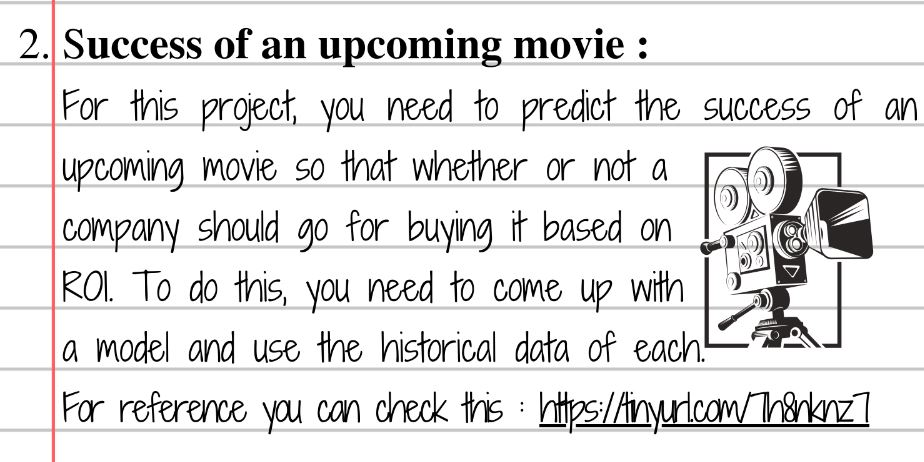 2. Success of an upcoming movie :
For this project, you need to predict the success of an
upcoming movie so that whether or not a
company should go for buying it based on
ROI. To do this, you need to come up with
a model and use the historical data of each.
For reference you can check this : https://tinyurl.com/7h8nknz7